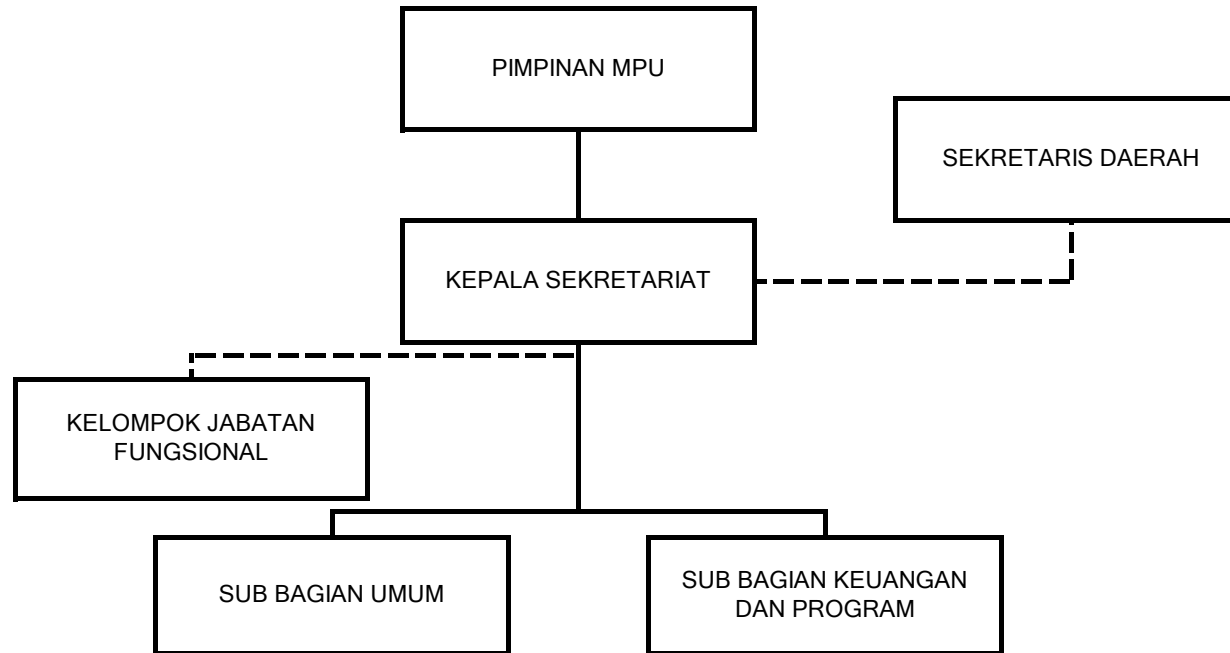 PIMPINAN MPU
SEKRETARIS DAERAH
KEPALA SEKRETARIAT
KELOMPOK JABATAN
FUNGSIONAL
SUB BAGIAN UMUM
SUB BAGIAN KEUANGAN
DAN PROGRAM